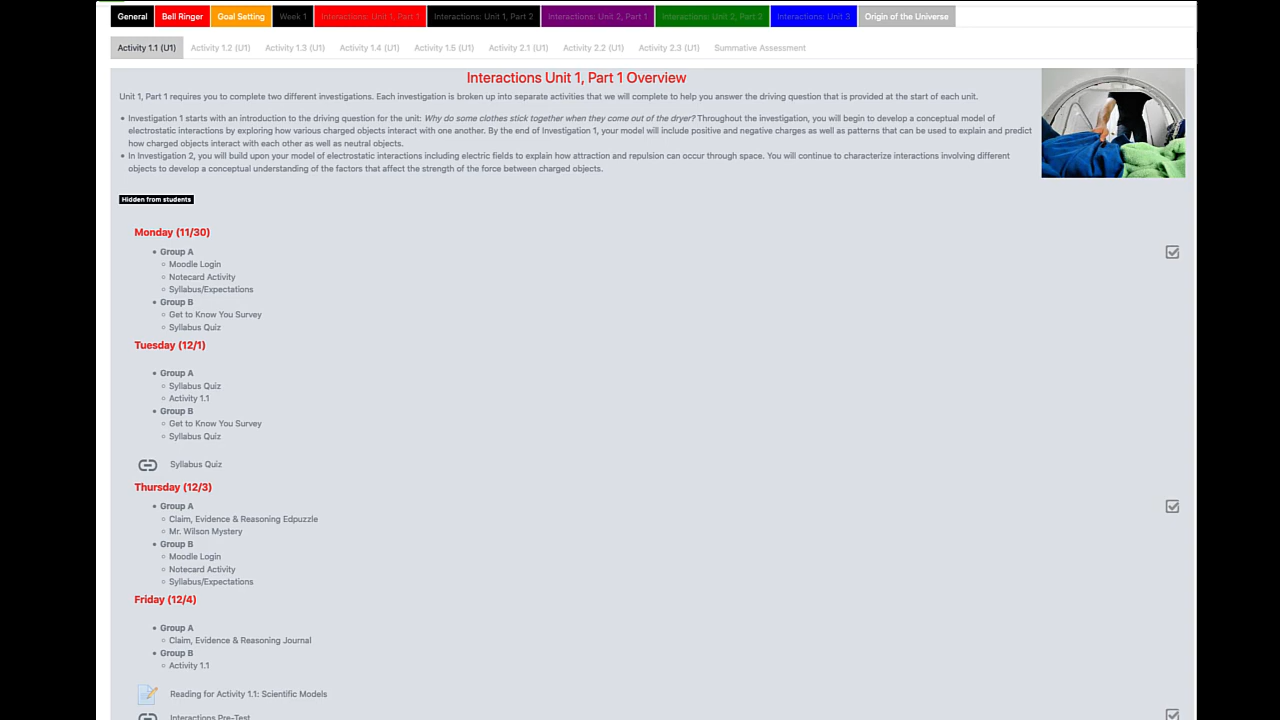 General Bell Ringer Goal Setting Week 1 Interactions: Unit 1, Part 1 Interactions: Unit 1, Part 2 Interactions: Unit 2, Part 1 Interactions: Unit 2, Part 2 Interactions: Unit 3 Origin of the Universe
Activity 1.1 (U1) Activity 1.2 (U1) Activity 1.3 (U1) Activity 1.4 (U1) Activity 1.5 (U1) Activity 2.1 (U1) Activity 2.2 (U1) Activity 2.3 (U1) Summative Assessment
Interactions Unit 1, Part 1 Overview
Unit 1, Part 1 requires you to complete two different investigations. Each investigation is broken up into separate activities that we will complete to help you answer the driving question that is provided at the start of each unit.
• Investigation 1 starts with an introduction to the driving question for the unit: Why do some clothes stick together when they come out of the dryer? Throughout the investigation, you will begin to develop a conceptual model of
electrostatic interactions by exploring how various charged objects interact with one another. By the end of Investigation 1, your model will include positive and negative charges as well as patterns that can be used to explain and predict
how charged objects interact with each other as well as neutral objects.
• In Investigation 2, you will build upon your model of electrostatic interactions including electric fields to explain how attraction and repulsion can occur through space. You will continue to characterize interactions involving different
objects to develop a conceptual understanding of the factors that affect the strength of the force between charged objects.
Hidden from students
Monday (11/30)
• Group A
◦ Moodle Login
◦ Notecard Activity
◦ Syllabus/Expectations
• Group B
◦ Get to Know You Survey
◦ Syllabus Quiz
Tuesday (12/1)
• Group A
◦ Syllabus Quiz
◦ Activity 1.1
• Group B
◦ Get to Know You Survey
◦ Syllabus Quiz
Syllabus Quiz
Thursday (12/3)
• Group A
◦ Claim, Evidence & Reasoning Edpuzzle
◦ Mr. Wilson Mystery
• Group B
◦ Moodle Login
◦ Notecard Activity
◦ Syllabus/Expectations
Friday (12/4)
• Group A
◦ Claim, Evidence & Reasoning Journal
• Group B
◦ Activity 1.1
Reading for Activity 1.1: Scientific Models
Interactions Pre-Test